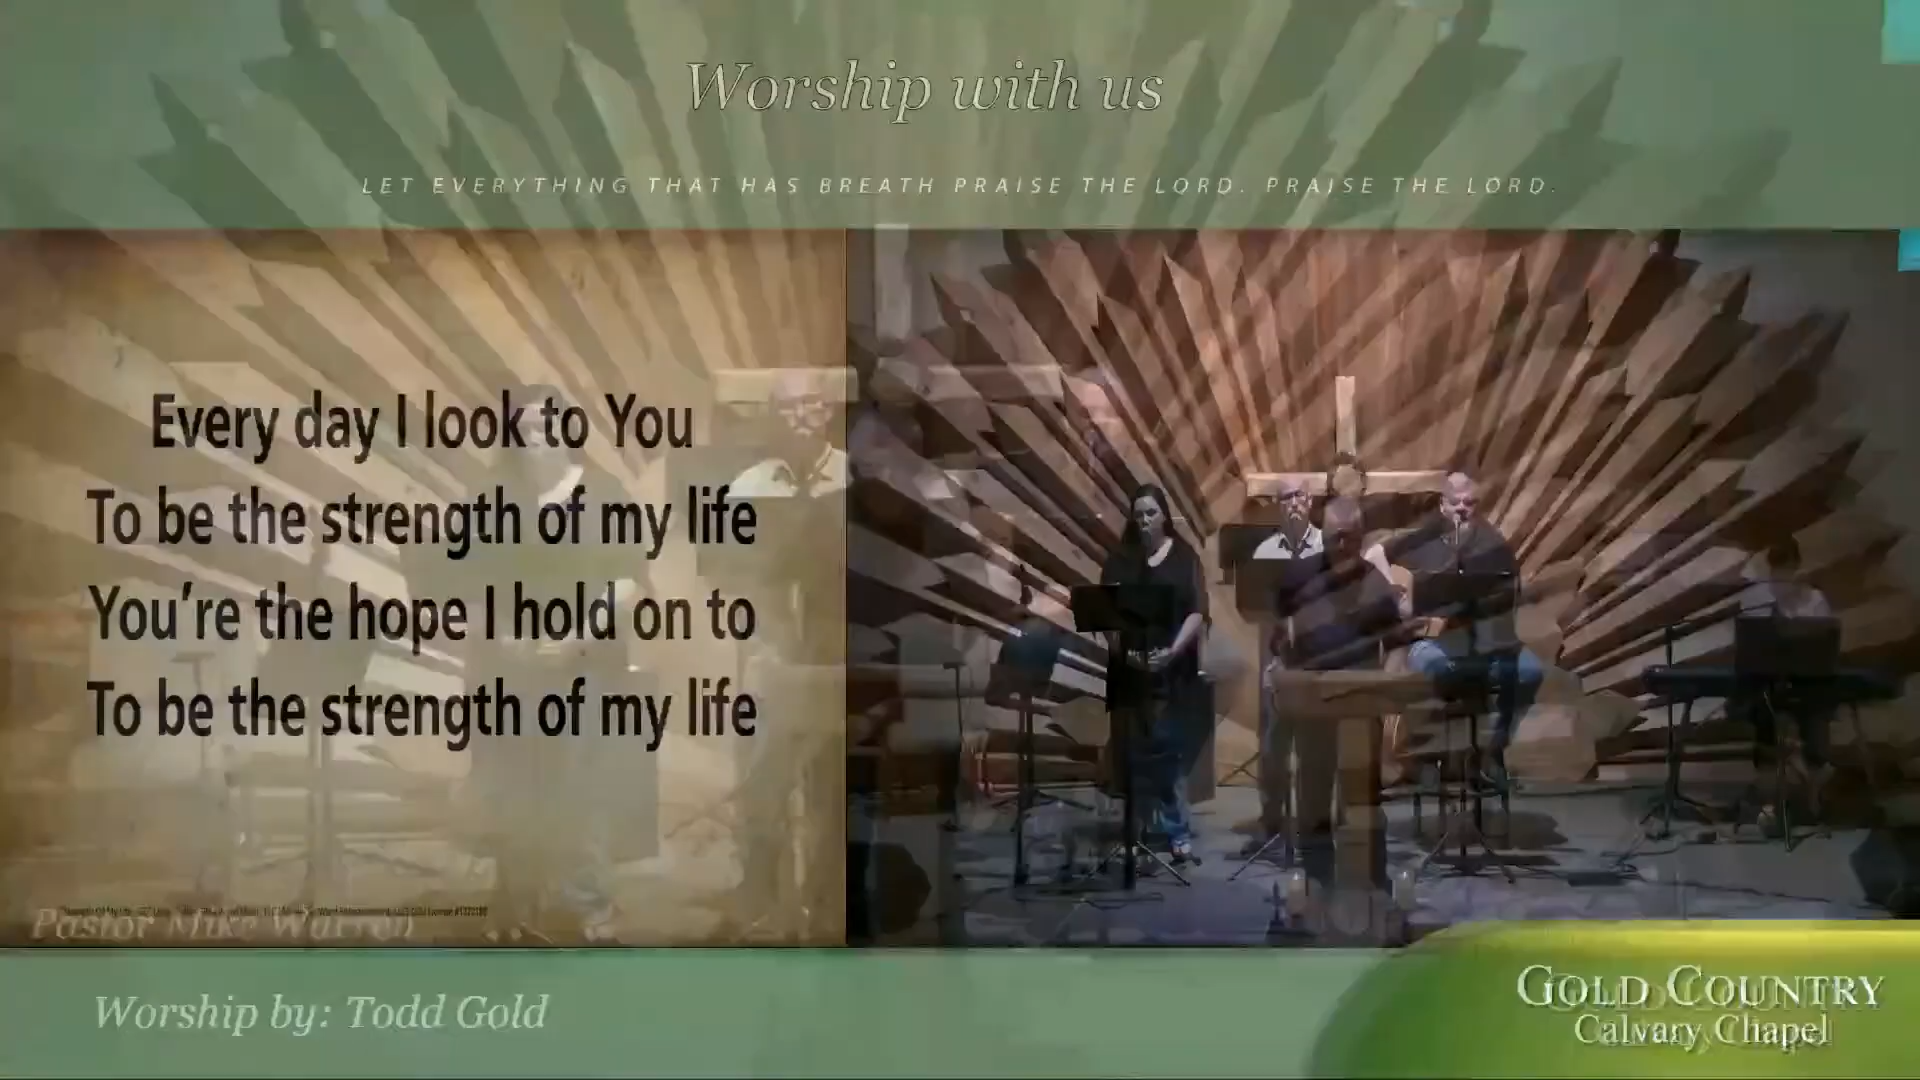 Worship with us
LET EVERYTHING THAT HAS BREATH PRAISE THE LORD. PRAISE THE LORD.
Every day I look to You
To be the strength of my life
You're the hope I hold on to
To be the strength of my life
Pastor Mike Warren
Worship by: Todd Gold
GOLD COUNTRY
Calvary Chapel